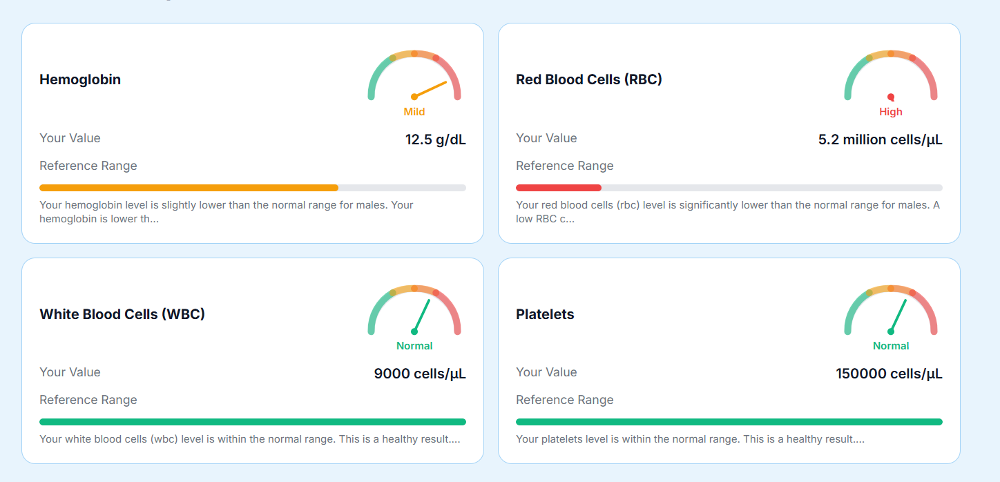 Hemoglobin
Mild
Your Value
12.5 g/dL
Reference Range
Your hemoglobin level is slightly lower than the normal range for males. Your
hemoglobin is lower th...
Red Blood Cells (RBC)
High
Your Value
5.2 million cells/µL
Reference Range
Your red blood cells (rbc) level is significantly lower than the normal range for males. A
low RBC c...
White Blood Cells (WBC)
Normal
Your Value
9000 cells/µL
Reference Range
Your white blood cells (wbc) level is within the normal range. This is a healthy result....
Platelets
Normal
Your Value
150000 cells/µL
Reference Range
Your platelets level is within the normal range. This is a healthy result....